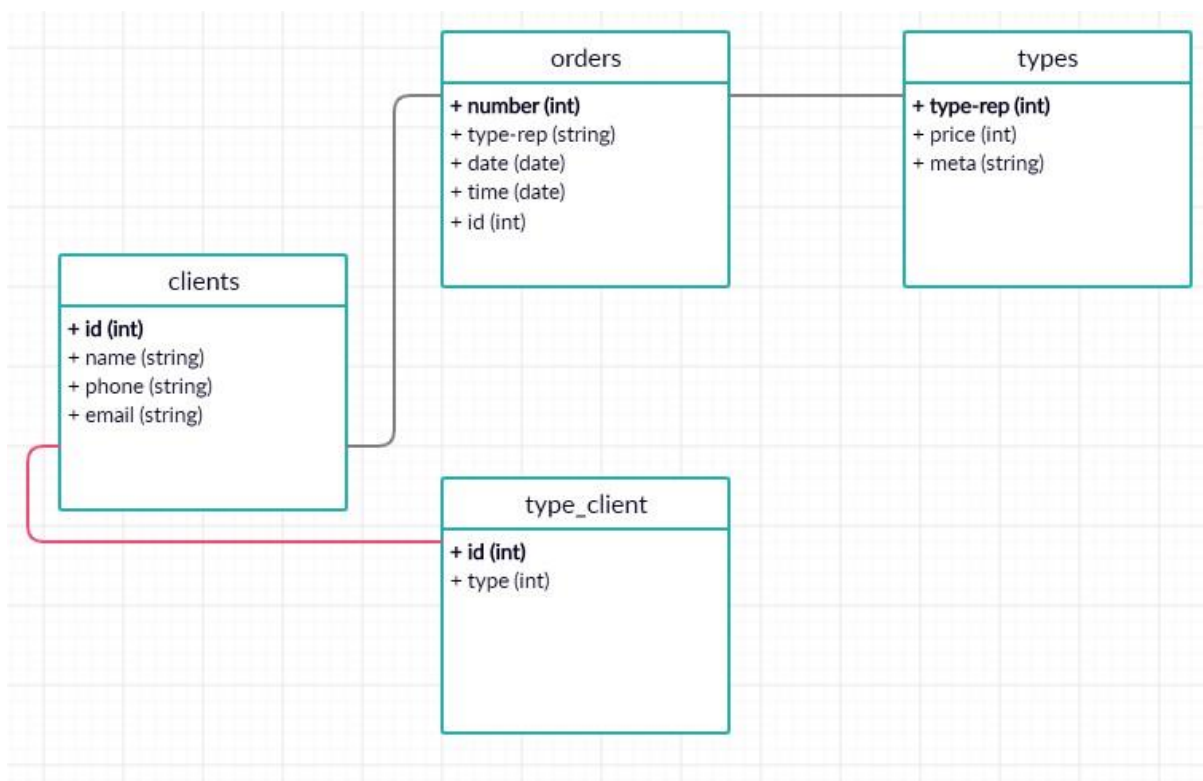 orders
+ number (int)
+ type-rep (string)
+ date (date)
+ time (date)
+ id (int)
types
+ type-rep (int)
+ price (int)
+ meta (string)
clients
+ id (int)
+ name (string)
+ phone (string)
+ email (string)
type_client
+ id (int)
+ type (int)